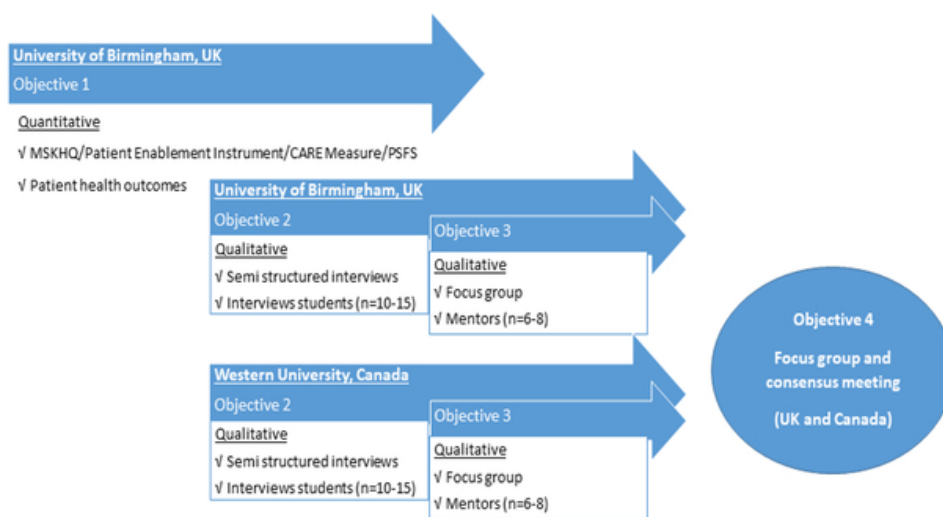 University of Birmingham, UK
Objective 1
Quantitative
√ MSKHQ/Patient Enablement Instrument/CARE Measure/PSFS
√ Patient health outcomes
University of Birmingham, UK
Objective 2
Qualitative
√ Semi structured interviews
√ Interviews students (n=10-15)
Objective 3
Qualitative
√ Focus group
√ Mentors (n=6-8)
Western University, Canada
Objective 2
Qualitative
√ Semi structured interviews
√ Interviews students (n=10-15)
Objective 3
Qualitative
√ Focus group
√ Mentors (n=6-8)
Objective 4
Focus group and
consensus meeting
(UK and Canada)